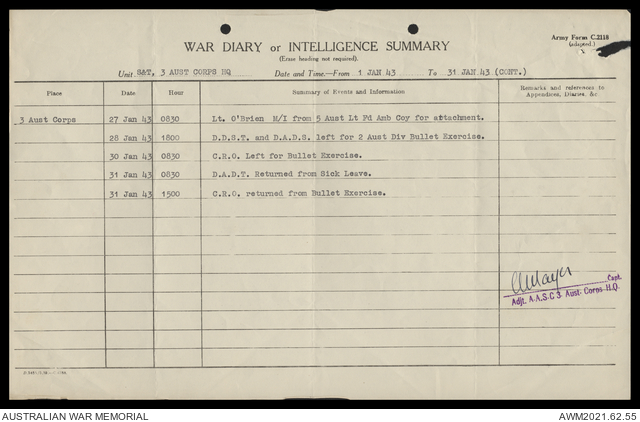 Army Form C.2118
(adapted.)
WAR DIARY or INTELLIGENCE SUMMARY
(Erase heading not required).
Unit S&T, 3 AUST CORPS HQ Date and Time.—From 1 JAN 43 To 31 JAN 43 (CONT.)
Place Date Hour Summary of Events and Information Remarks and references to
Appendices, Diaries, &c.
3 Aust Corps 27 Jan 43 0830 Lt. O'Brien M/I from 5 Aust Lt Fd Amb Coy for attachment.
28 Jan 43 1800 D.D.S.T. and D.A.D.S. left for 2 Aust Div Bullet Exercise.
30 Jan 43 0830 C.R.O. Left for Bullet Exercise.
31 Jan 43 0830 D.A.D.T. Returned from Sick Leave.
31 Jan 43 1500 C.R.O. returned from Bullet Exercise.
Capt.
Adjt. A.A.S.C 3 Aust. Corps H.Q.
AUSTRALIAN WAR MEMORIAL AWM2021.62.55